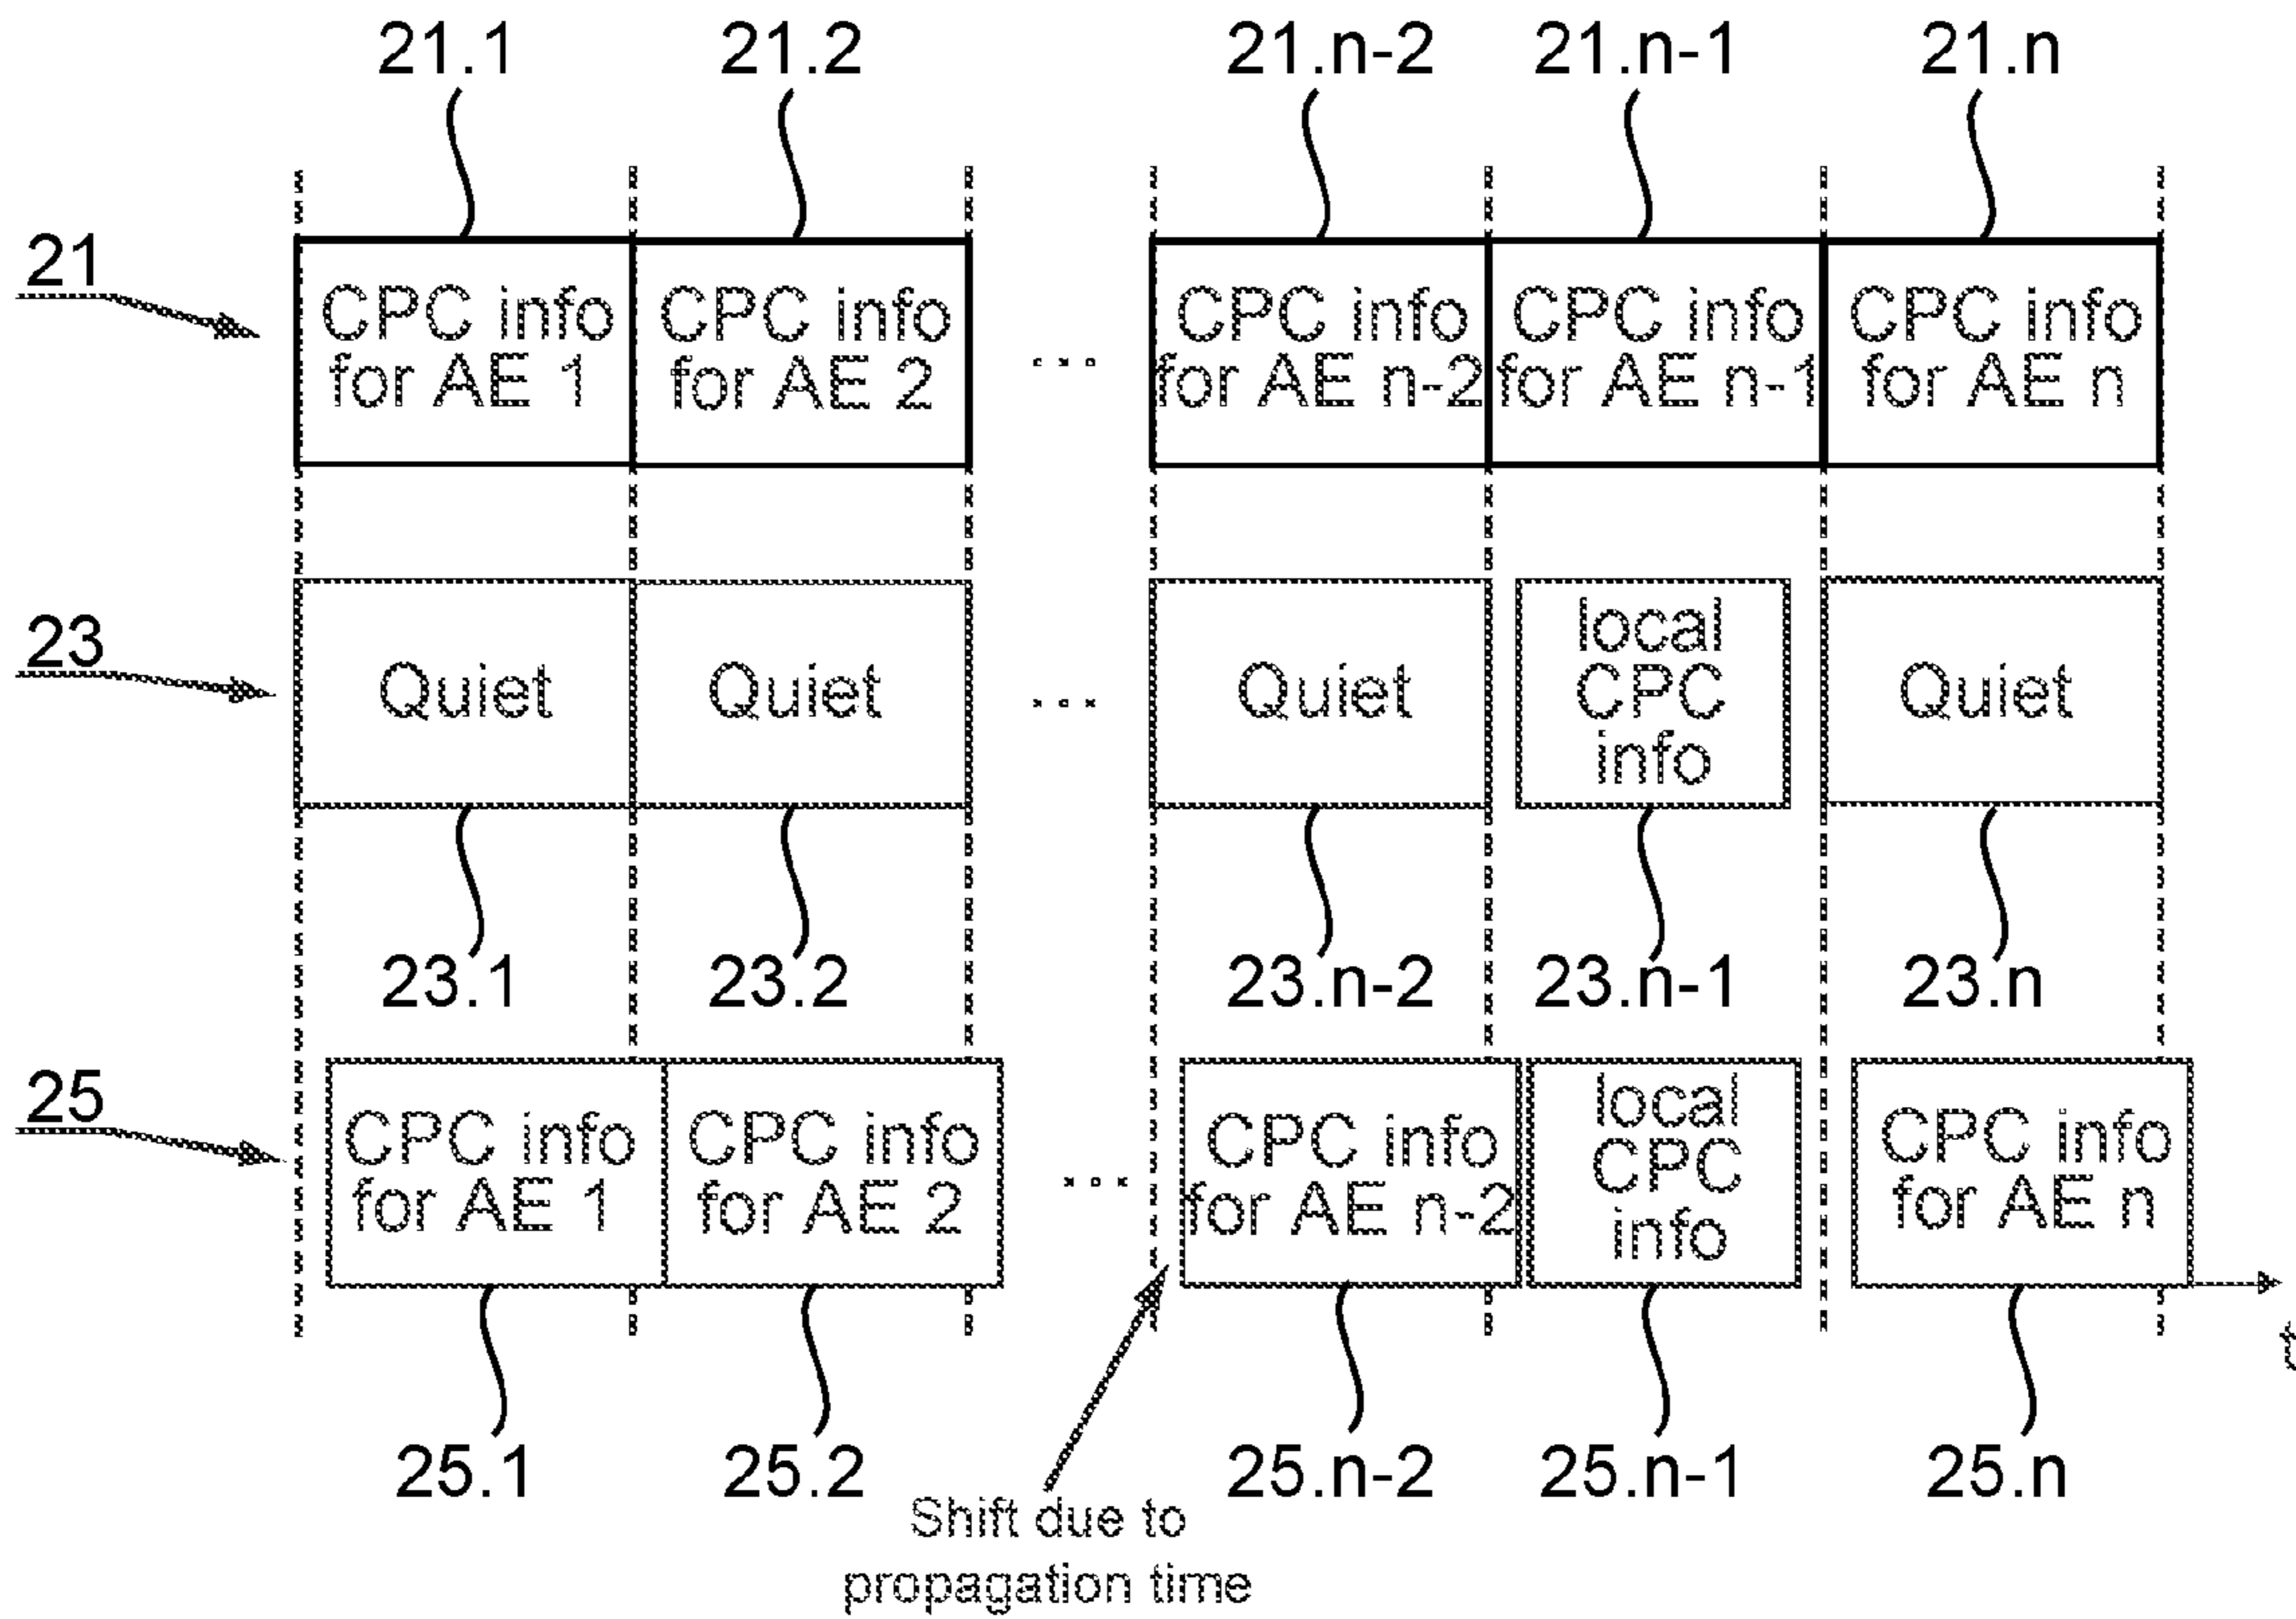 21.1 21.2 21.n-2 21.n-1 21.n
21
CPC info for AE 1
CPC info for AE 2
...
CPC info for AE n-2
CPC info for AE n-1
CPC info for AE n
23
Quiet
Quiet
...
Quiet
local CPC info
Quiet
23.1 23.2 23.n-2 23.n-1 23.n
25
CPC info for AE 1
CPC info for AE 2
...
CPC info for AE n-2
local CPC info
CPC info for AE n
t
25.1 25.2 25.n-2 25.n-1 25.n
Shift due to
propagation time